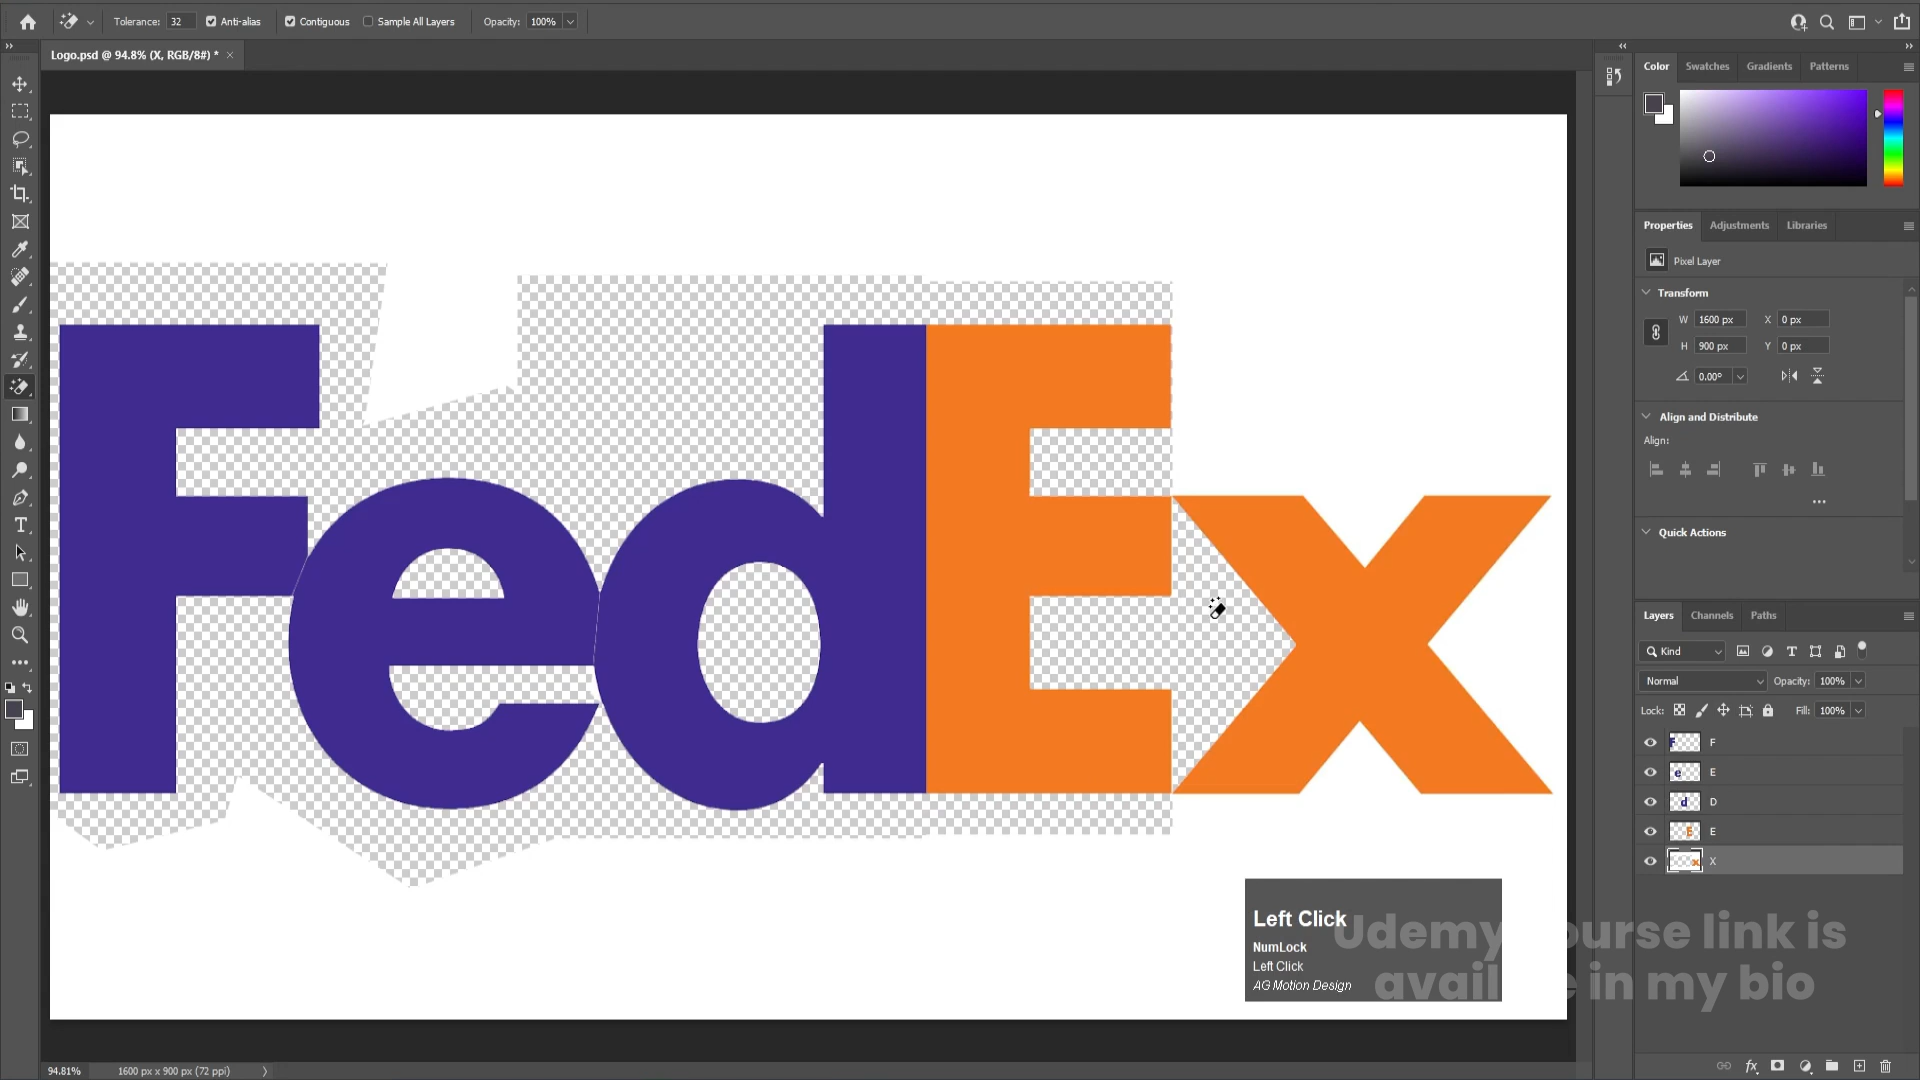 Tolerance: 32 Anti-alias Contiguous Sample All Layers Opacity: 100%
Logo.psd @ 94.8% (X, RGB/8#) *
Color Swatches Gradients Patterns
Properties Adjustments Libraries
Pixel Layer
Transform
W 1600 px X 0 px
H 900 px Y 0 px
0.00°
Align and Distribute
Align:
Quick Actions
FedEx
Layers Channels Paths
Kind
Normal Opacity: 100%
Lock: Fill: 100%
F
E
D
E
X
Left Click
NumLock
Left Click
AG Motion Design
Udemy course link is
available in my bio
94.81% 1600 px x 900 px (72 ppi)